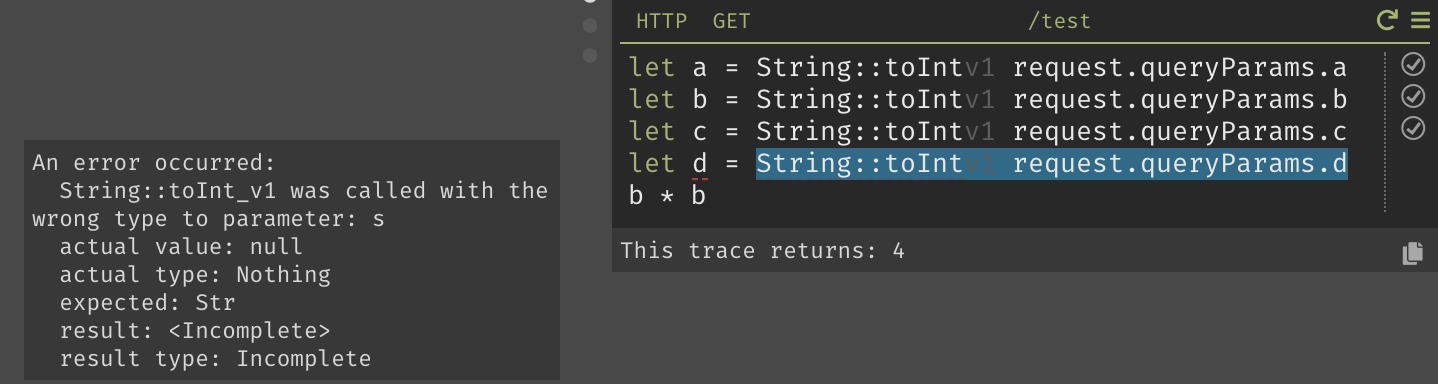 HTTP GET /test
let a = String::toIntv1 request.queryParams.a
let b = String::toIntv1 request.queryParams.b
let c = String::toIntv1 request.queryParams.c
let d = String::toIntv1 request.queryParams.d
b * b
This trace returns: 4
An error occurred:
String::toInt_v1 was called with the
wrong type to parameter: s
actual value: null
actual type: Nothing
expected: Str
result: <Incomplete>
result type: Incomplete